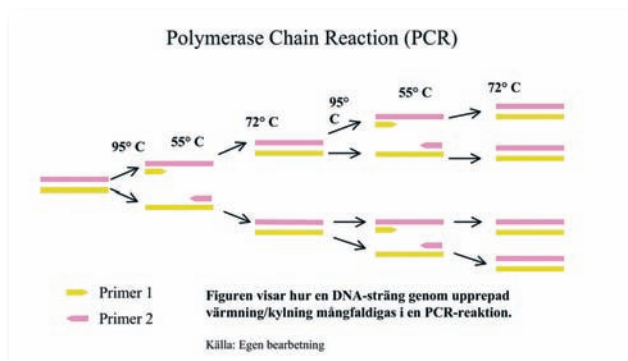 Polymerase Chain Reaction (PCR)
95° C
55° C
72° C
95°
C
55° C
72° C
Primer 1
Primer 2
Figuren visar hur en DNA-sträng genom upprepad
värmning/kylning mångfaldigas i en PCR-reaktion.
Källa: Egen bearbetning